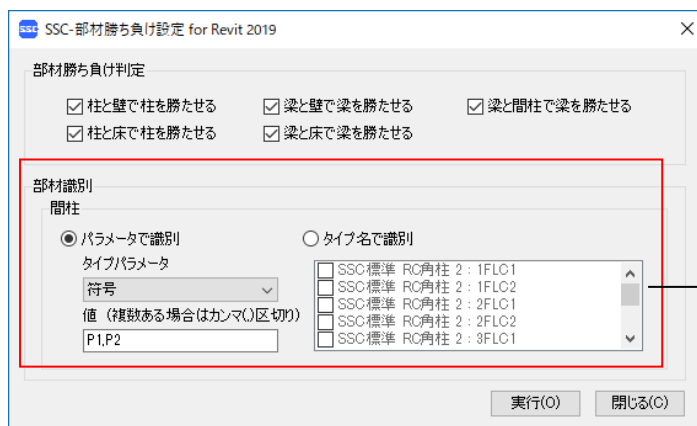 SSC SSC-部材勝ち負け設定 for Revit 2019
部材勝ち負け判定
柱と壁で柱を勝たせる 梁と壁で梁を勝たせる 梁と間柱で梁を勝たせる
柱と床で柱を勝たせる 梁と床で梁を勝たせる
部材識別
間柱
パラメータで識別 タイプ名で識別
タイプパラメータ
符号
値（複数ある場合はカンマ(,)区切り）
P1,P2
SSC標準 RC角柱 2 : 1FLC1
SSC標準 RC角柱 2 : 1FLC2
SSC標準 RC角柱 2 : 2FLC1
SSC標準 RC角柱 2 : 2FLC2
SSC標準 RC角柱 2 : 3FLC1
実行(O) 閉じる(C)